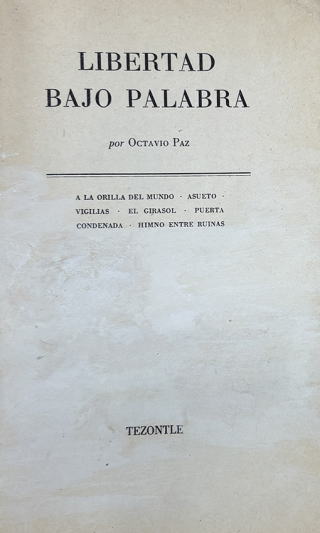 LIBERTAD
BAJO PALABRA
por OCTAVIO PAZ
A LA ORILLA DEL MUNDO · ASUETO ·
VIGILIAS · EL GIRASOL · PUERTA
CONDENADA · HIMNO ENTRE RUINAS
TEZONTLE